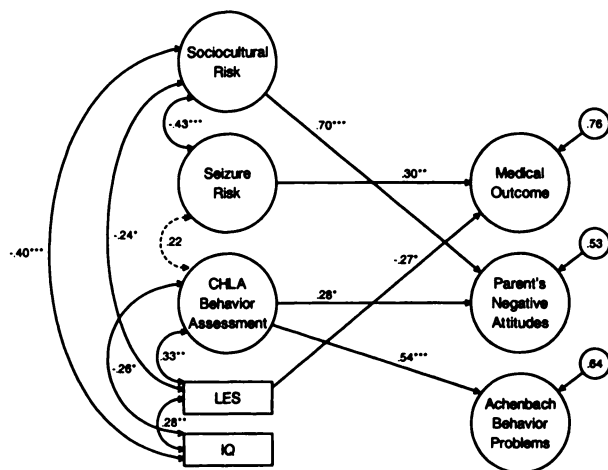 Sociocultural
Risk
-.43***
.70***
.76
Seizure
Risk
.30**
Medical
Outcome
-.24*
.22
-.40***
-.27*
.53
CHLA
Behavior
Assessment
.28*
Parent's
Negative
Attitudes
.33**
-.26*
.54***
.64
LES
.28**
IQ
Achenbach
Behavior
Problems